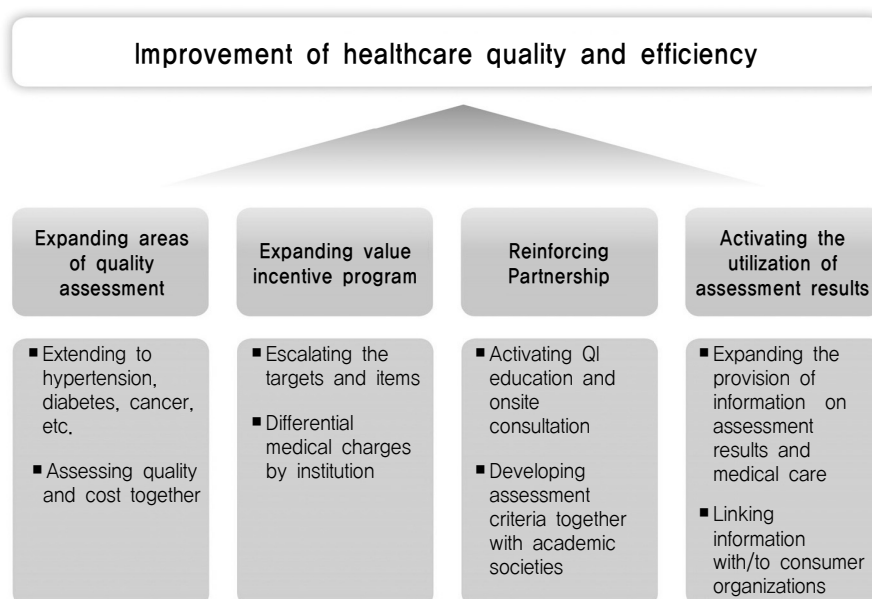 Improvement of healthcare quality and efficiency
Expanding areas
of quality
assessment
■ Extending to
hypertension,
diabetes, cancer,
etc.
■ Assessing quality
and cost together
Expanding value
incentive program
■ Escalating the
targets and items
■ Differential
medical charges
by institution
Reinforcing
Partnership
■ Activating QI
education and
onsite
consultation
■ Developing
assessment
criteria together
with academic
societies
Activating the
utilization of
assessment results
■ Expanding the
provision of
information on
assessment
results and
medical care
■ Linking
information
with/to consumer
organizations